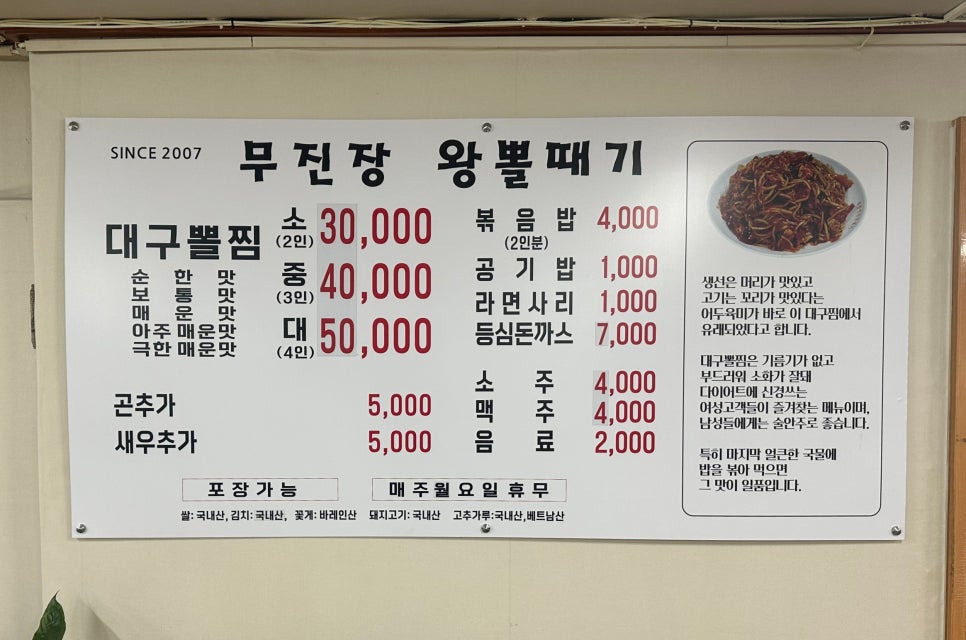 SINCE 2007
무진장 왕뽈때기
대구뽈찜
순한맛
보통맛
매운맛
아주매운맛
극한매운맛
소 (2인) 30,000
중 (3인) 40,000
대 (4인) 50,000
곤추가 5,000
새우추가 5,000
볶음밥 (2인분) 4,000
공기밥 1,000
라면사리 1,000
등심돈까스 7,000
소주 4,000
맥주 4,000
음료 2,000
포장가능
매주월요일휴무
쌀: 국내산, 김치: 국내산, 꽃게: 바레인산 돼지고기: 국내산 고추가루:국내산,베트남산
생선은 머리가 맛있고
고기는 꼬리가 맛있다는
어두육미가 바로 이 대구찜에서
유래되었다고 합니다.
대구뽈찜은 기름기가 없고
부드러워 소화가 잘돼
다이어트에 신경쓰는
여성고객들이 즐겨찾는 메뉴이며,
남성들에게는 술안주로 좋습니다.
특히 마지막 얼큰한 국물에
밥을 볶아 먹으면
그 맛이 일품입니다.